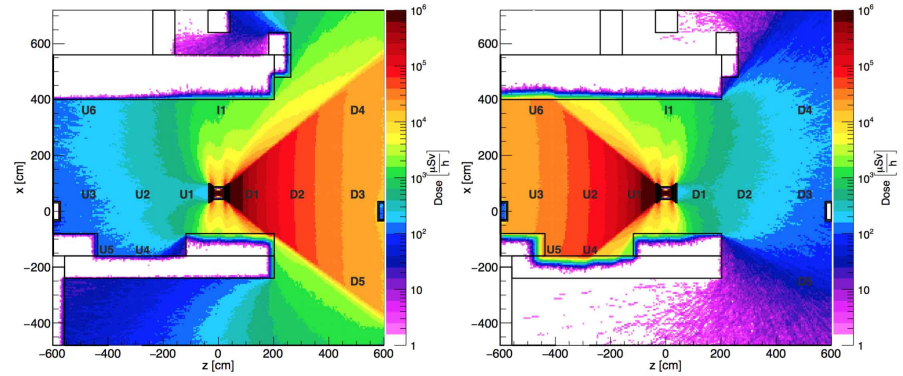 x [cm]
600
400
200
0
−200
−400
U6
I1
D4
U3
U2
U1
D1
D2
D3
U5
U4
D5
−600
−400
−200
0
200
400
600
z [cm]
10⁶
10⁵
10⁴
10³
10²
10
1
Dose [μSv/h]
x [cm]
600
400
200
0
−200
−400
U6
I1
D4
U3
U2
U1
D1
D2
D3
U5
U4
D5
−600
−400
−200
0
200
400
600
z [cm]
10⁶
10⁵
10⁴
10³
10²
10
1
Dose [μSv/h]